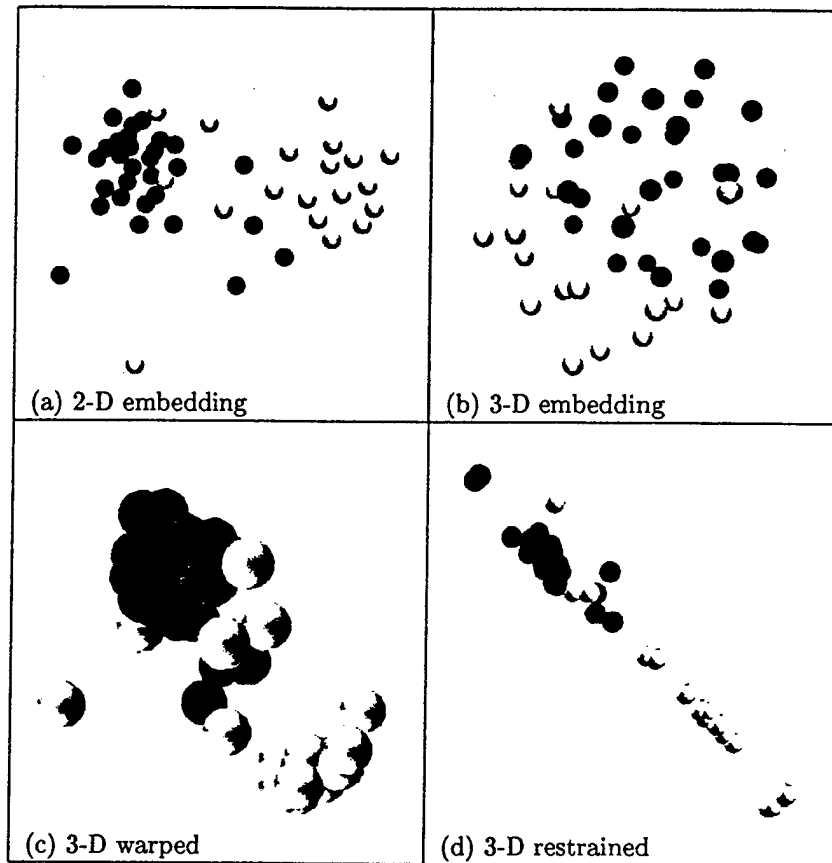 (a) 2-D embedding
(b) 3-D embedding
(c) 3-D warped
(d) 3-D restrained